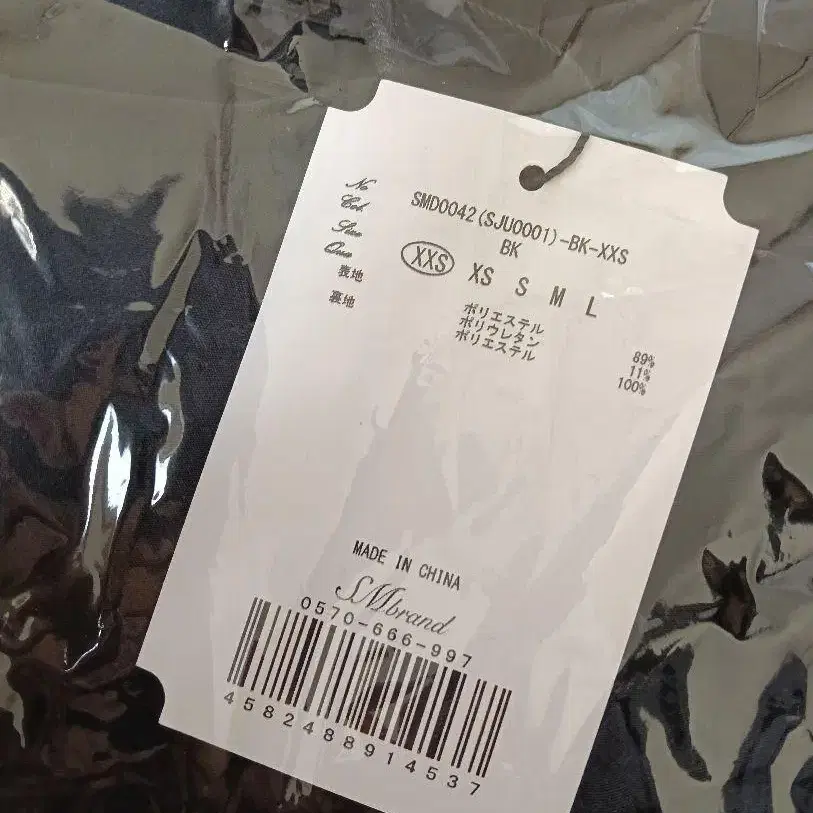 No SMD0042(SJU0001)-BK-XXS
Col. BK
Size XXS XS S M L
Qua
表地 ポリエステル 89%
ポリウレタン 11%
裏地 ポリエステル 100%
MADE IN CHINA
SMbrand
0570-666-997
4582488914537